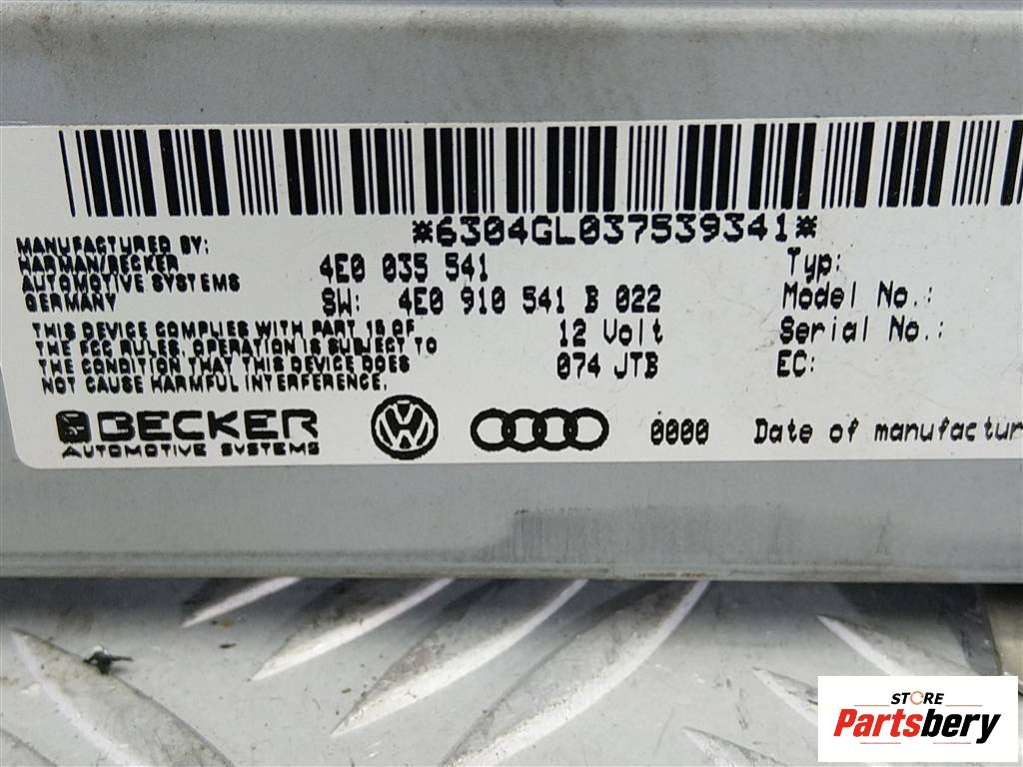 *6304GL037539341*
MANUFACTURED BY:
HARMAN/BECKER
AUTOMOTIVE SYSTEMS
GERMANY
4E0 035 541
SW: 4E0 910 541 B 022
12 Volt
074 JTB
Typ:
Model No.:
Serial No.:
EC:
THIS DEVICE COMPLIES WITH PART 15 OF
THE FCC RULES. OPERATION IS SUBJECT TO
THE CONDITION THAT THIS DEVICE DOES
NOT CAUSE HARMFUL INTERFERENCE.
BECKER
AUTOMOTIVE SYSTEMS
0000 Date of manufactur
STORE
Partsbery